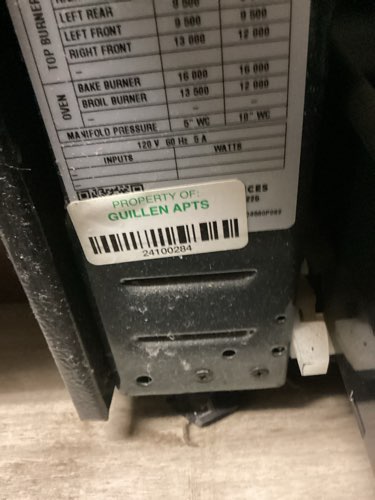 TOP BURNER
9 500 9 500
LEFT REAR
LEFT FRONT 9 500 9 500
RIGHT FRONT 13 000 12 000
–
– – –
OVEN
BAKE BURNER 16 000 16 000
BROIL BURNER 13 500 12 000
– – –
MANIFOLD PRESSURE 5" WC 10" WC
120 V 60 Hz 5 A
INPUTS WATTS
PROPERTY OF:
GUILLEN APTS
24100284